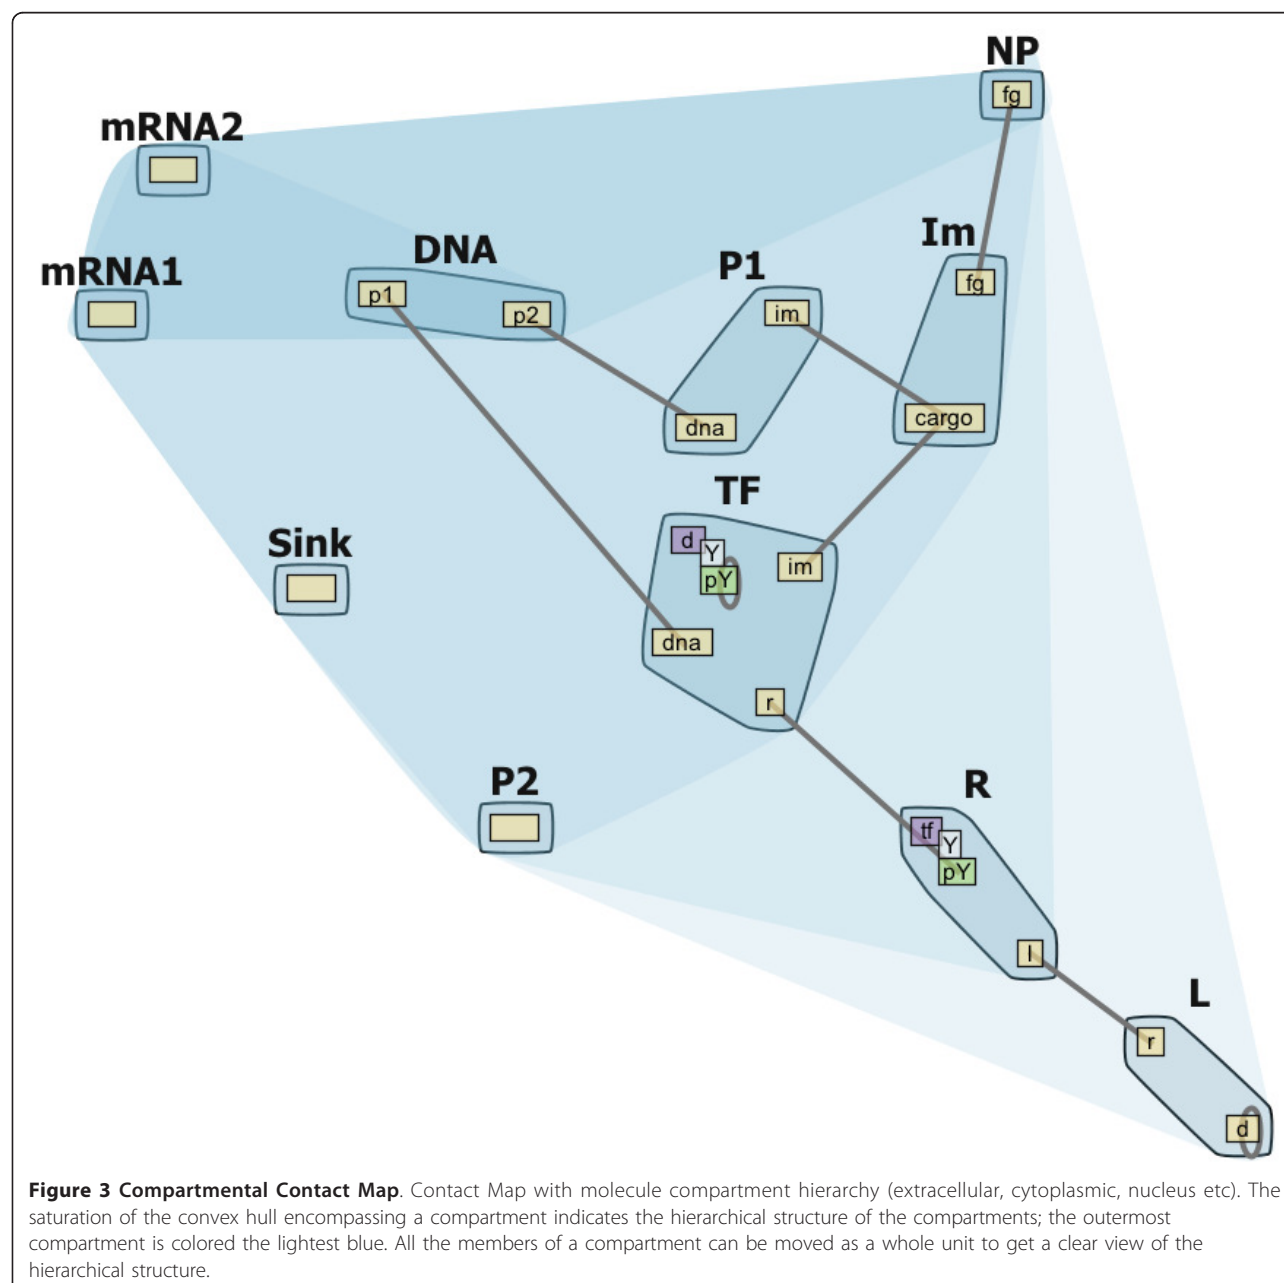 NP
fg
mRNA2
mRNA1
DNA
p1
p2
P1
im
dna
Im
fg
cargo
TF
d
Y
pY
im
dna
r
Sink
P2
R
tf
Y
pY
l
L
r
d
Figure 3 Compartmental Contact Map. Contact Map with molecule compartment hierarchy (extracellular, cytoplasmic, nucleus etc). The
saturation of the convex hull encompassing a compartment indicates the hierarchical structure of the compartments; the outermost
compartment is colored the lightest blue. All the members of a compartment can be moved as a whole unit to get a clear view of the
hierarchical structure.